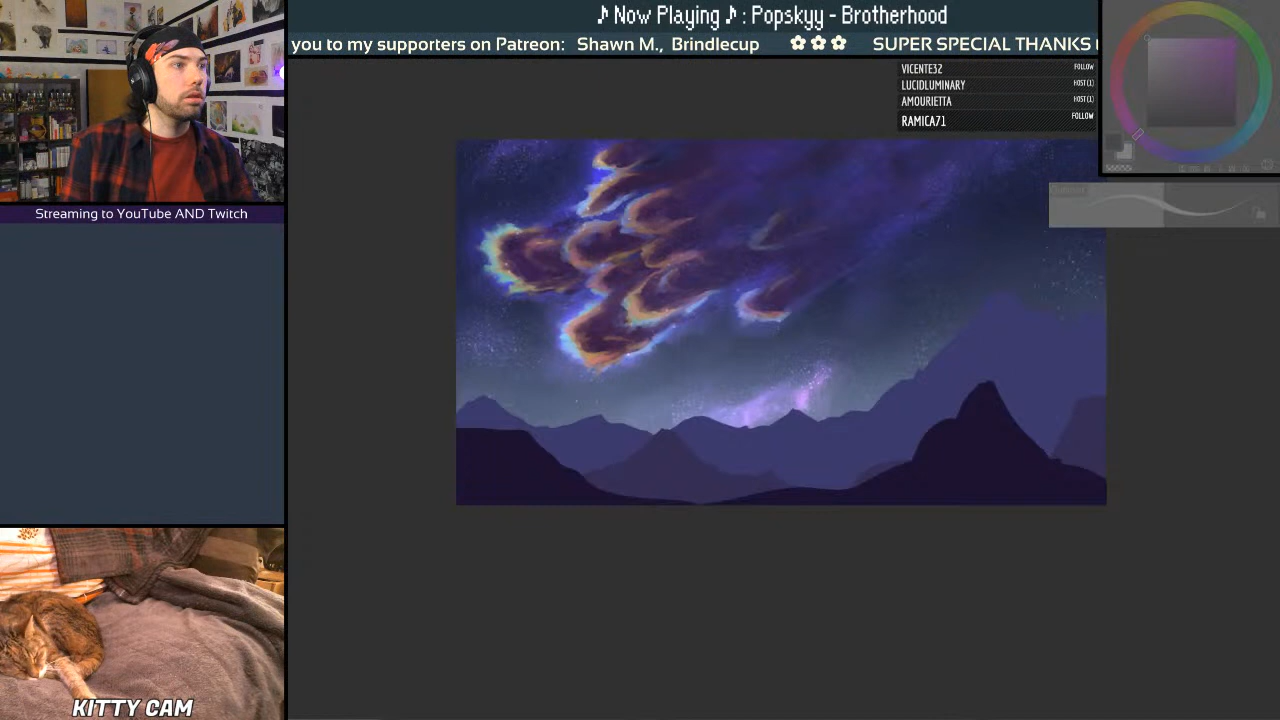 ♪ Now Playing ♪ : Popskyy - Brotherhood
you to my supporters on Patreon: Shawn M., Brindlecup ✿ ✿ ✿ SUPER SPECIAL THANKS
VICENTE32 FOLLOW
LUCIDLUMINARY HOST (1)
AMOURIETTA HOST (1)
RAMICA71 FOLLOW
Streaming to YouTube AND Twitch
KITTY CAM